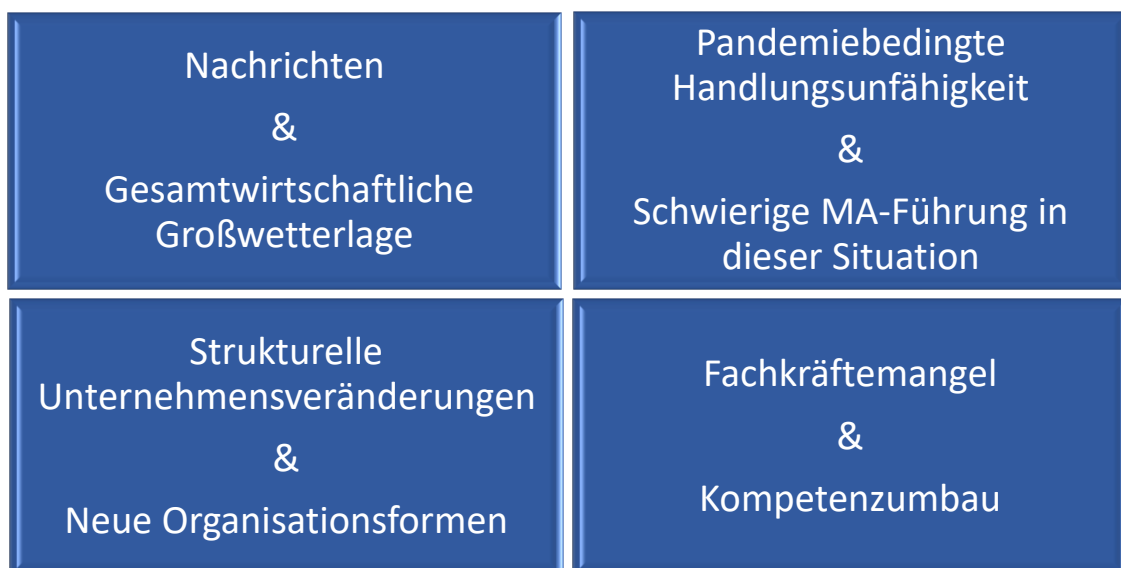 Nachrichten
&
Gesamtwirtschaftliche
Großwetterlage
Pandemiebedingte
Handlungsunfähigkeit
&
Schwierige MA-Führung in
dieser Situation
Strukturelle
Unternehmensveränderungen
&
Neue Organisationsformen
Fachkräftemangel
&
Kompetenzumbau